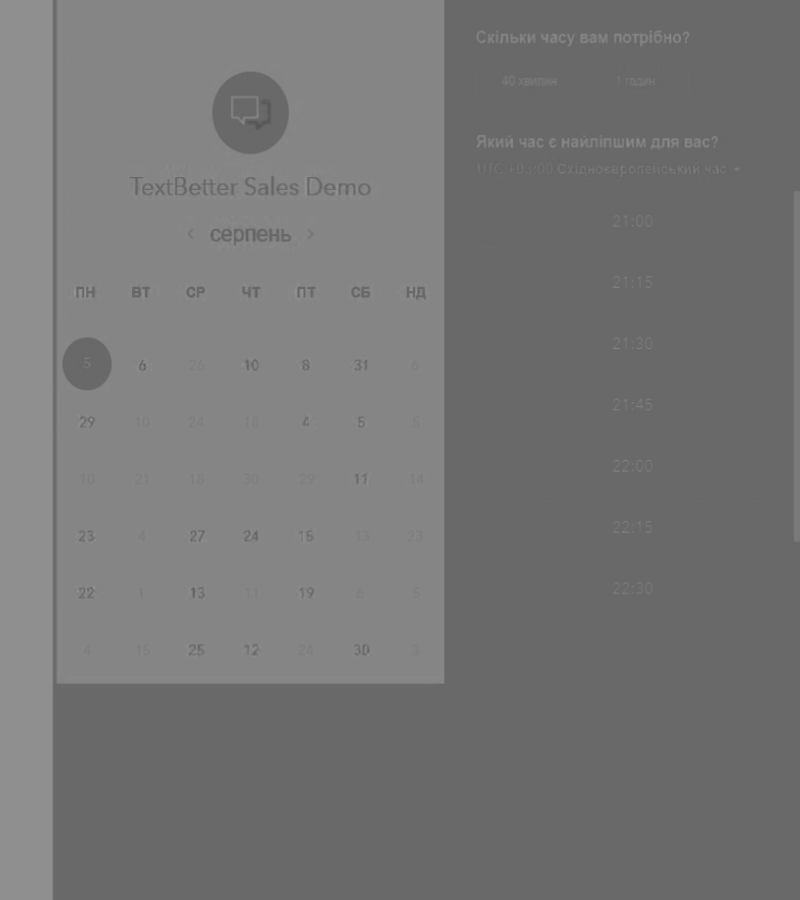 TextBetter Sales Demo
‹ серпень ›
ПН ВТ СР ЧТ ПТ СБ НД
5 6 26 10 8 31 6
29 10 24 18 4 5 5
10 21 18 30 29 11 14
23 4 27 24 15 13 23
22 1 13 11 19 6 5
4 15 25 12 24 30 3
Скільки часу вам потрібно?
40 хвилин 1 годин
Який час є найліпшим для вас?
UTC +03:00 Східноєвропейський час
21:00
21:15
21:30
21:45
22:00
22:15
22:30